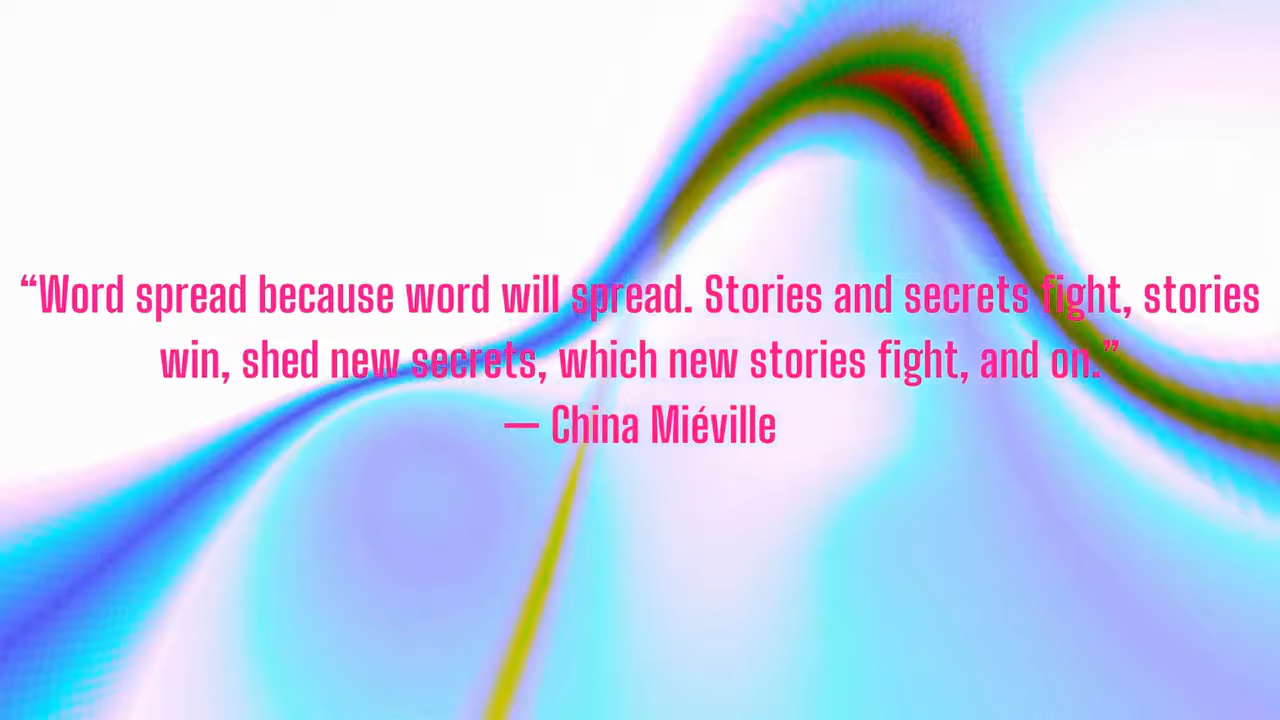 “Word spread because word will spread. Stories and secrets fight, stories
win, shed new secrets, which new stories fight, and on.”
— China Miéville